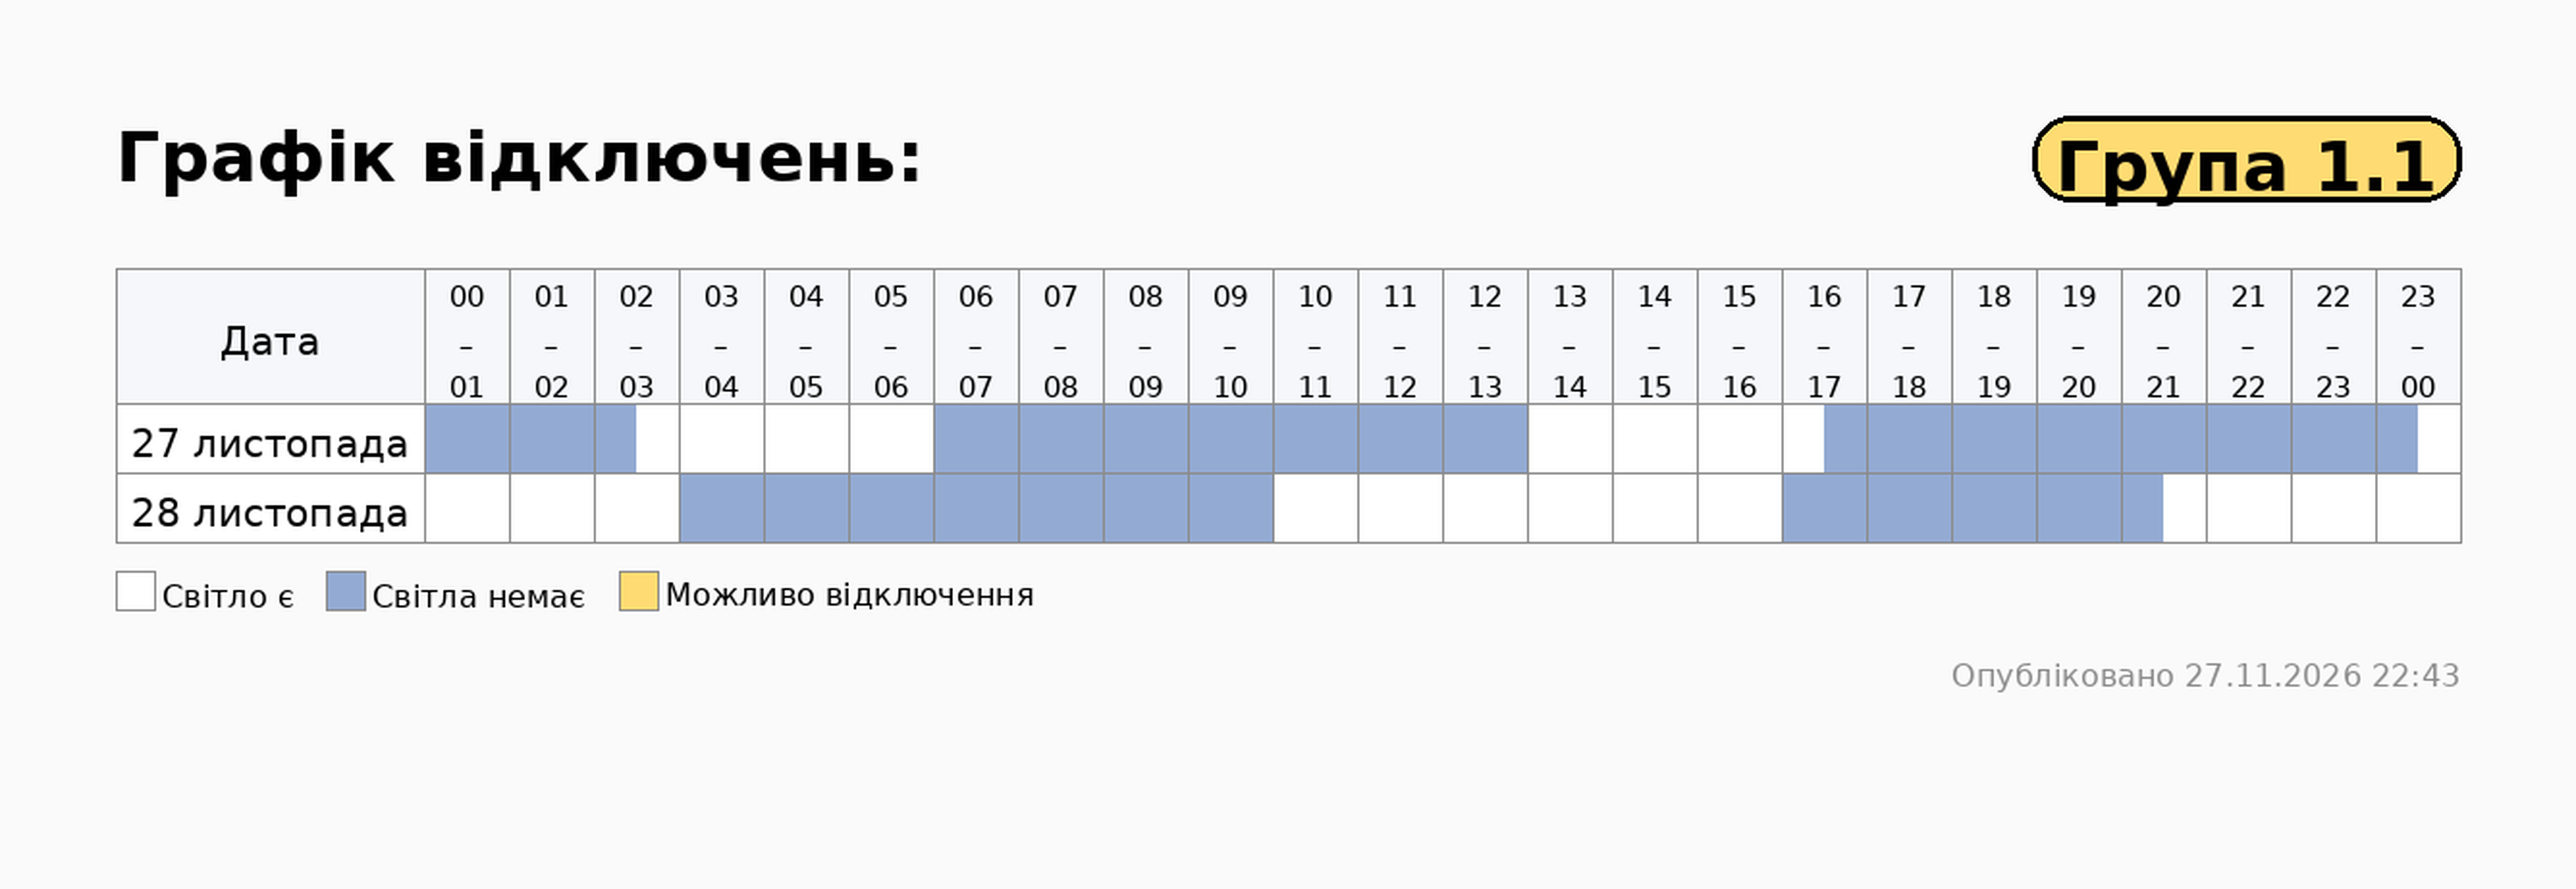 Графік відключень:
Група 1.1
Дата
00 – 01
01 – 02
02 – 03
03 – 04
04 – 05
05 – 06
06 – 07
07 – 08
08 – 09
09 – 10
10 – 11
11 – 12
12 – 13
13 – 14
14 – 15
15 – 16
16 – 17
17 – 18
18 – 19
19 – 20
20 – 21
21 – 22
22 – 23
23 – 00
27 листопада
28 листопада
Світло є
Світла немає
Можливо відключення
Опубліковано 27.11.2026 22:43